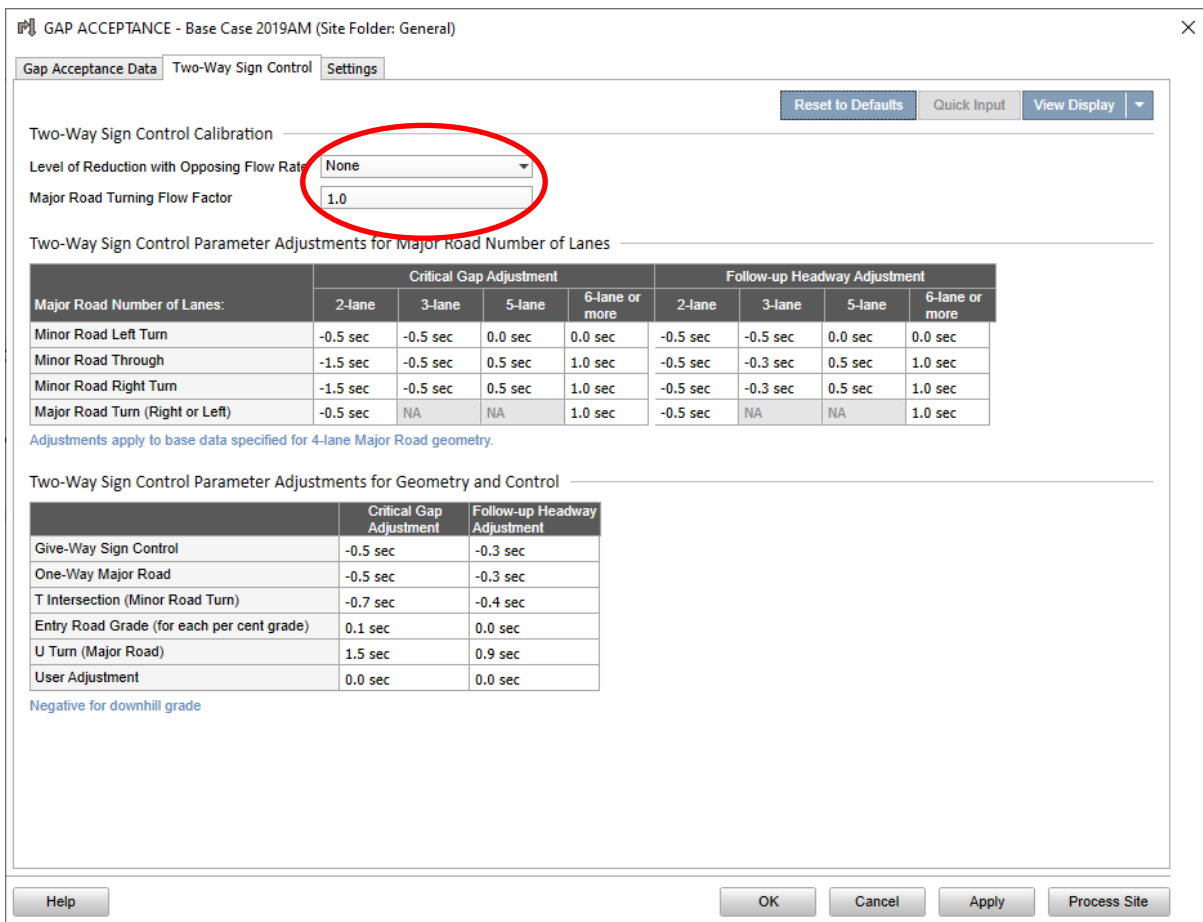 GAP ACCEPTANCE - Base Case 2019AM (Site Folder: General)
Gap Acceptance Data Two-Way Sign Control Settings
Reset to Defaults Quick Input View Display
Two-Way Sign Control Calibration
Level of Reduction with Opposing Flow Rate None
Major Road Turning Flow Factor 1.0
Two-Way Sign Control Parameter Adjustments for Major Road Number of Lanes
Critical Gap Adjustment Follow-up Headway Adjustment
Major Road Number of Lanes: 2-lane 3-lane 5-lane 6-lane or more 2-lane 3-lane 5-lane 6-lane or more
Minor Road Left Turn -0.5 sec -0.5 sec 0.0 sec 0.0 sec -0.5 sec -0.5 sec 0.0 sec 0.0 sec
Minor Road Through -1.5 sec -0.5 sec 0.5 sec 1.0 sec -0.5 sec -0.3 sec 0.5 sec 1.0 sec
Minor Road Right Turn -1.5 sec -0.5 sec 0.5 sec 1.0 sec -0.5 sec -0.3 sec 0.5 sec 1.0 sec
Major Road Turn (Right or Left) -0.5 sec NA NA 1.0 sec -0.5 sec NA NA 1.0 sec
Adjustments apply to base data specified for 4-lane Major Road geometry.
Two-Way Sign Control Parameter Adjustments for Geometry and Control
Critical Gap Adjustment Follow-up Headway Adjustment
Give-Way Sign Control -0.5 sec -0.3 sec
One-Way Major Road -0.5 sec -0.3 sec
T Intersection (Minor Road Turn) -0.7 sec -0.4 sec
Entry Road Grade (for each per cent grade) 0.1 sec 0.0 sec
U Turn (Major Road) 1.5 sec 0.9 sec
User Adjustment 0.0 sec 0.0 sec
Negative for downhill grade
Help OK Cancel Apply Process Site